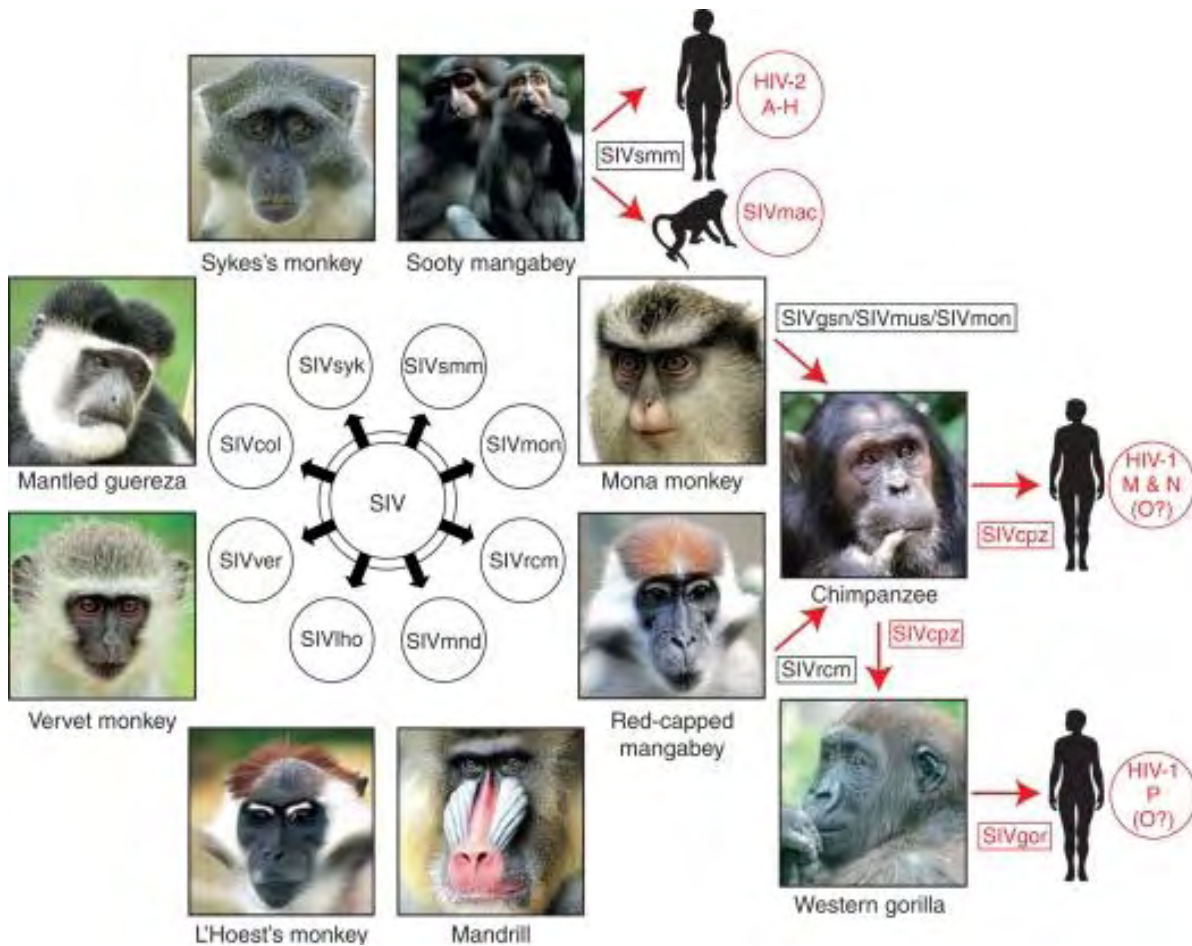 HIV-2
A-H
SIVsmm
SIVmac
Sykes's monkey
Sooty mangabey
SIVgsn/SIVmus/SIVmon
SIVsyk
SIVsmm
SIVcol
SIVmon
SIV
SIVver
SIVrcm
SIVlho
SIVmnd
Mantled guereza
Mona monkey
HIV-1
M & N
(O?)
SIVcpz
Chimpanzee
SIVcpz
SIVrcm
Vervet monkey
Red-capped
mangabey
HIV-1
P
(O?)
SIVgor
Western gorilla
L'Hoest's monkey
Mandrill